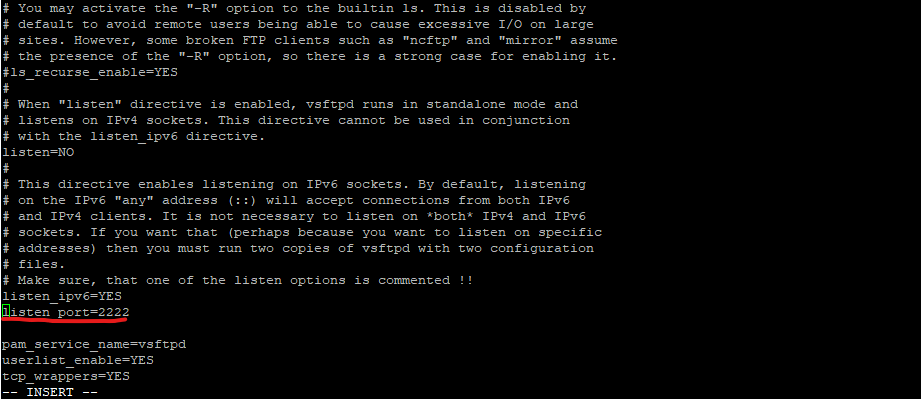 # You may activate the "-R" option to the builtin ls. This is disabled by
# default to avoid remote users being able to cause excessive I/O on large
# sites. However, some broken FTP clients such as "ncftp" and "mirror" assume
# the presence of the "-R" option, so there is a strong case for enabling it.
#ls_recurse_enable=YES
#
# When "listen" directive is enabled, vsftpd runs in standalone mode and
# listens on IPv4 sockets. This directive cannot be used in conjunction
# with the listen_ipv6 directive.
listen=NO
#
# This directive enables listening on IPv6 sockets. By default, listening
# on the IPv6 "any" address (::) will accept connections from both IPv6
# and IPv4 clients. It is not necessary to listen on *both* IPv4 and IPv6
# sockets. If you want that (perhaps because you want to listen on specific
# addresses) then you must run two copies of vsftpd with two configuration
# files.
# Make sure, that one of the listen options is commented !!
listen_ipv6=YES
listen_port=2222
pam_service_name=vsftpd
userlist_enable=YES
tcp_wrappers=YES
-- INSERT --